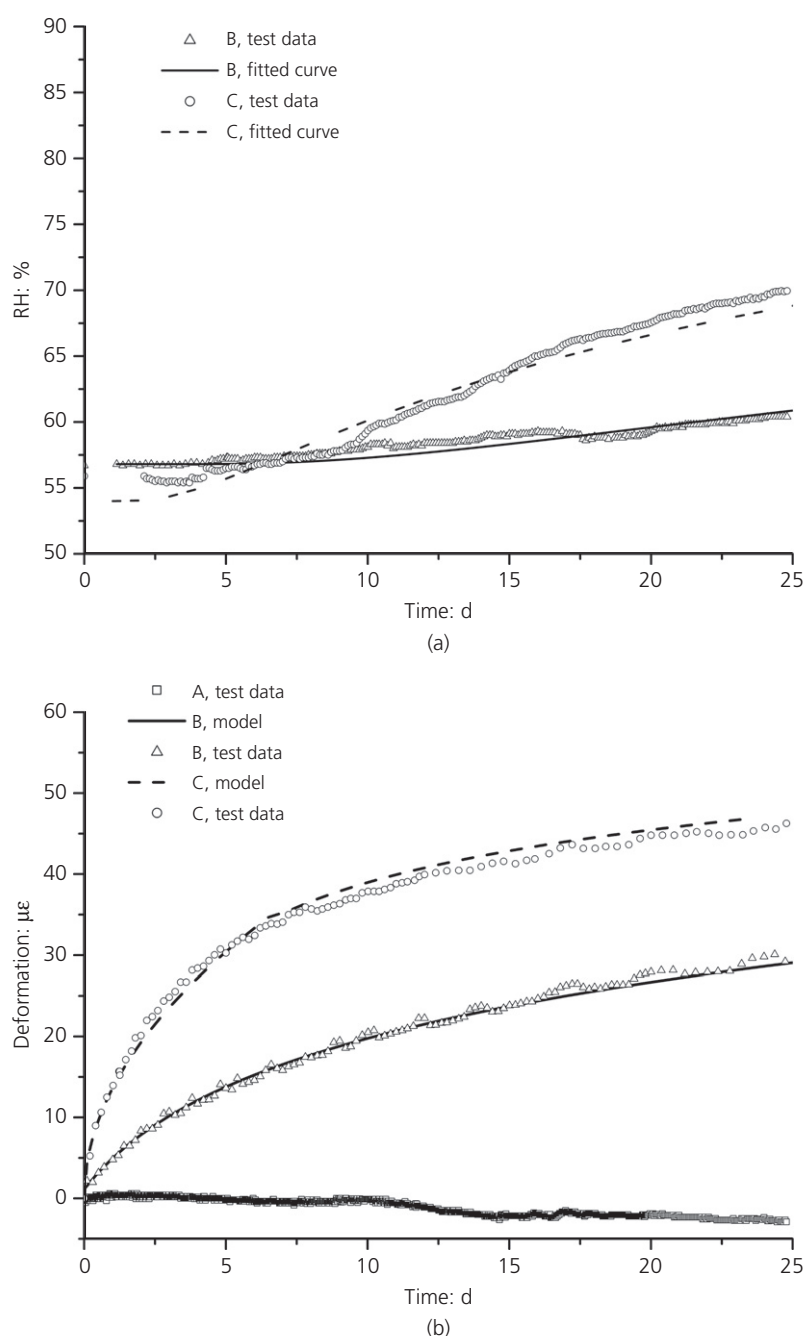 90
85
80
75
70
65
60
55
50
RH: %
B, test data
B, fitted curve
C, test data
C, fitted curve
0 5 10 15 20 25
Time: d
(a)
60
50
40
30
20
10
0
Deformation: με
A, test data
B, model
B, test data
C, model
C, test data
0 5 10 15 20 25
Time: d
(b)